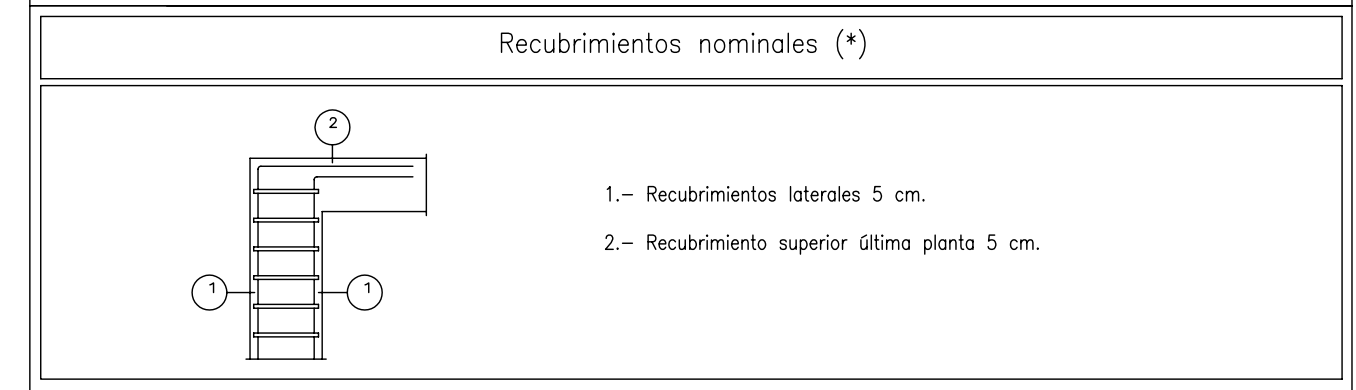 Recubrimientos nominales (*)
2
1.- Recubrimientos laterales 5 cm.
2.- Recubrimiento superior última planta 5 cm.
1
1